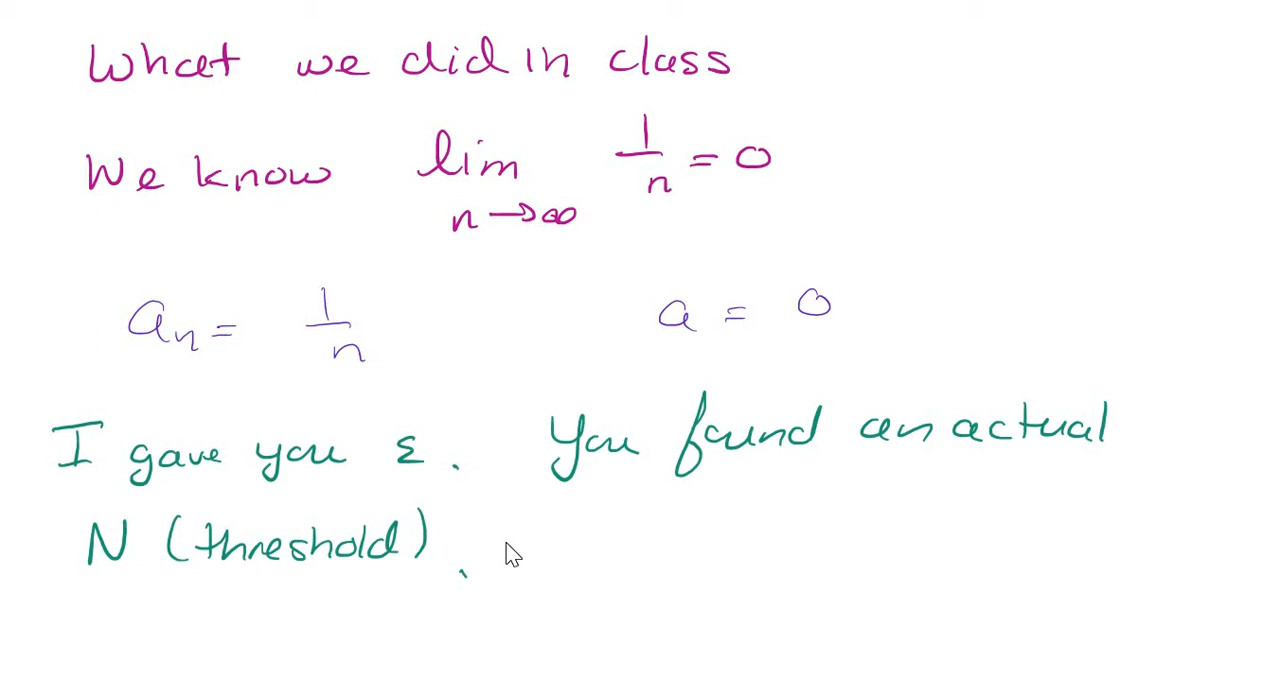 What we did in class
We know lim n→∞ 1/n = 0
aₙ = 1/n a = 0
I gave you ε. You found an actual
N (threshold).